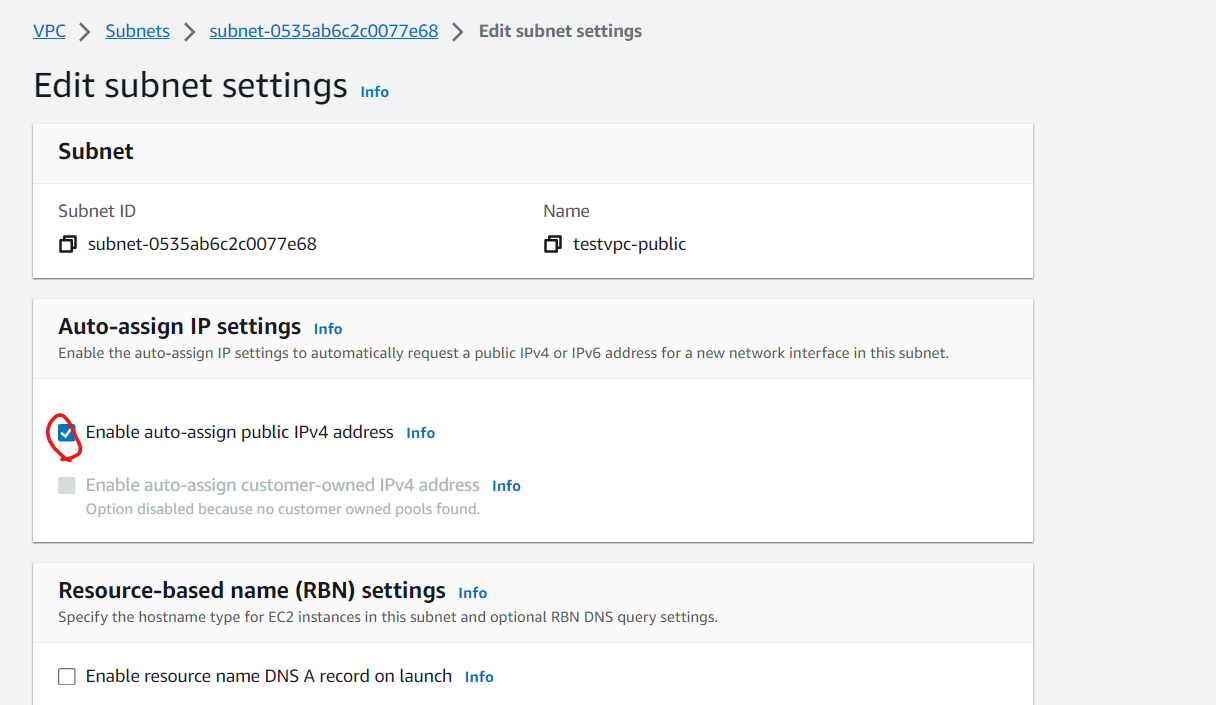 VPC > Subnets > subnet-0535ab6c2c0077e68 > Edit subnet settings
Edit subnet settings Info
Subnet
Subnet ID Name
subnet-0535ab6c2c0077e68 testvpc-public
Auto-assign IP settings Info
Enable the auto-assign IP settings to automatically request a public IPv4 or IPv6 address for a new network interface in this subnet.
Enable auto-assign public IPv4 address Info
Enable auto-assign customer-owned IPv4 address Info
Option disabled because no customer owned pools found.
Resource-based name (RBN) settings Info
Specify the hostname type for EC2 instances in this subnet and optional RBN DNS query settings.
Enable resource name DNS A record on launch Info